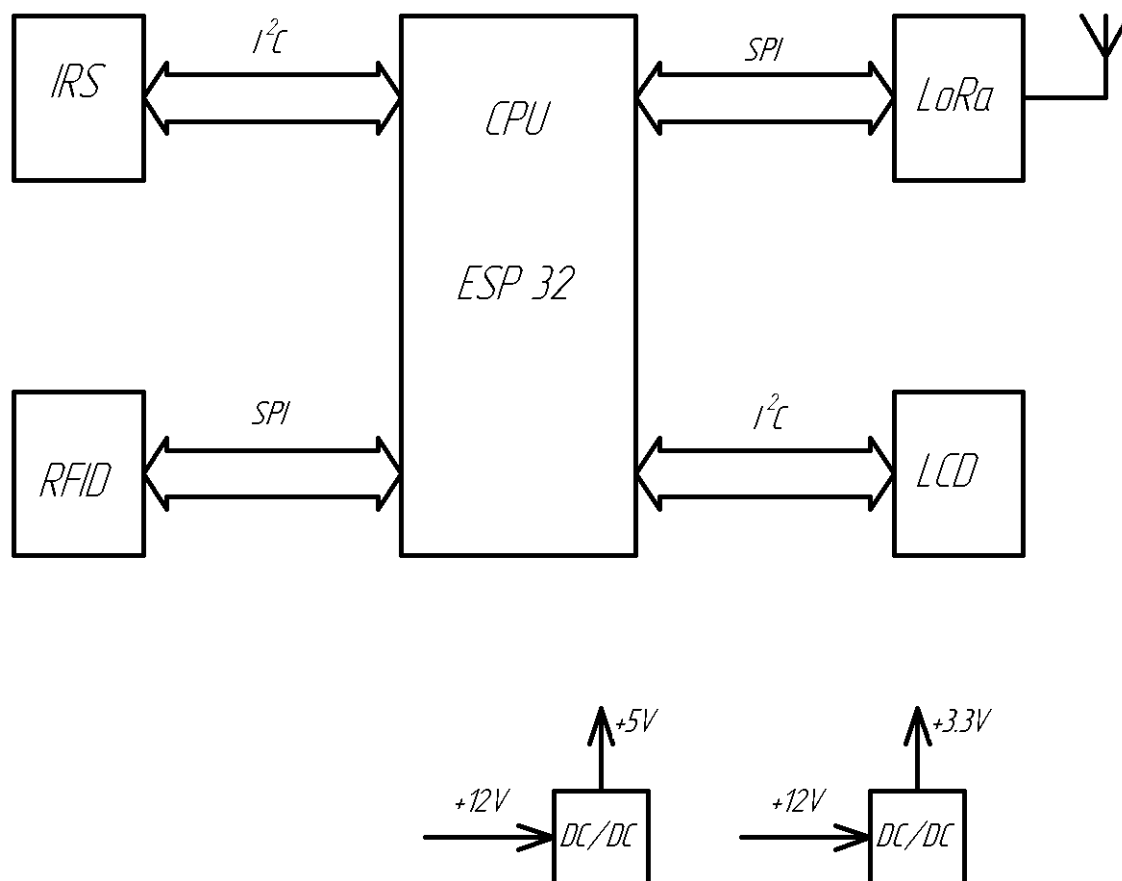 I²C
SPI
IRS
CPU
LoRa
ESP 32
SPI
I²C
RFID
LCD
+5V
+3.3V
+12V
+12V
DC/DC
DC/DC